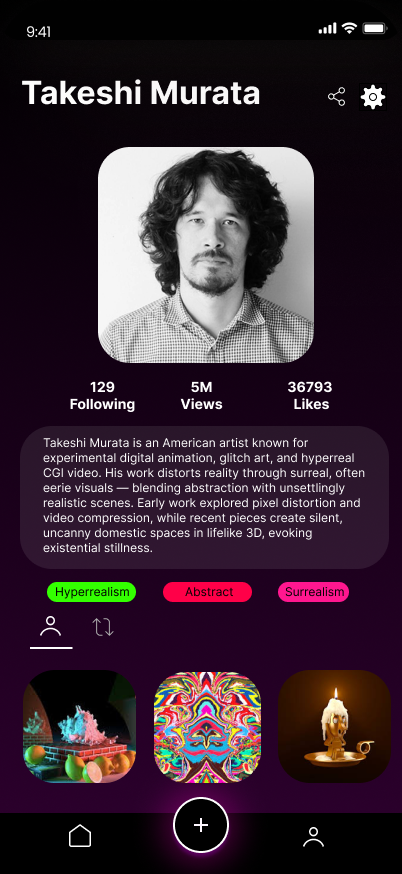 9:41
Takeshi Murata
129 5M 36793
Following Views Likes
Takeshi Murata is an American artist known for
experimental digital animation, glitch art, and hyperreal
CGI video. His work distorts reality through surreal, often
eerie visuals — blending abstraction with unsettlingly
realistic scenes. Early work explored pixel distortion and
video compression, while recent pieces create silent,
uncanny domestic spaces in lifelike 3D, evoking
existential stillness.
Hyperrealism Abstract Surrealism